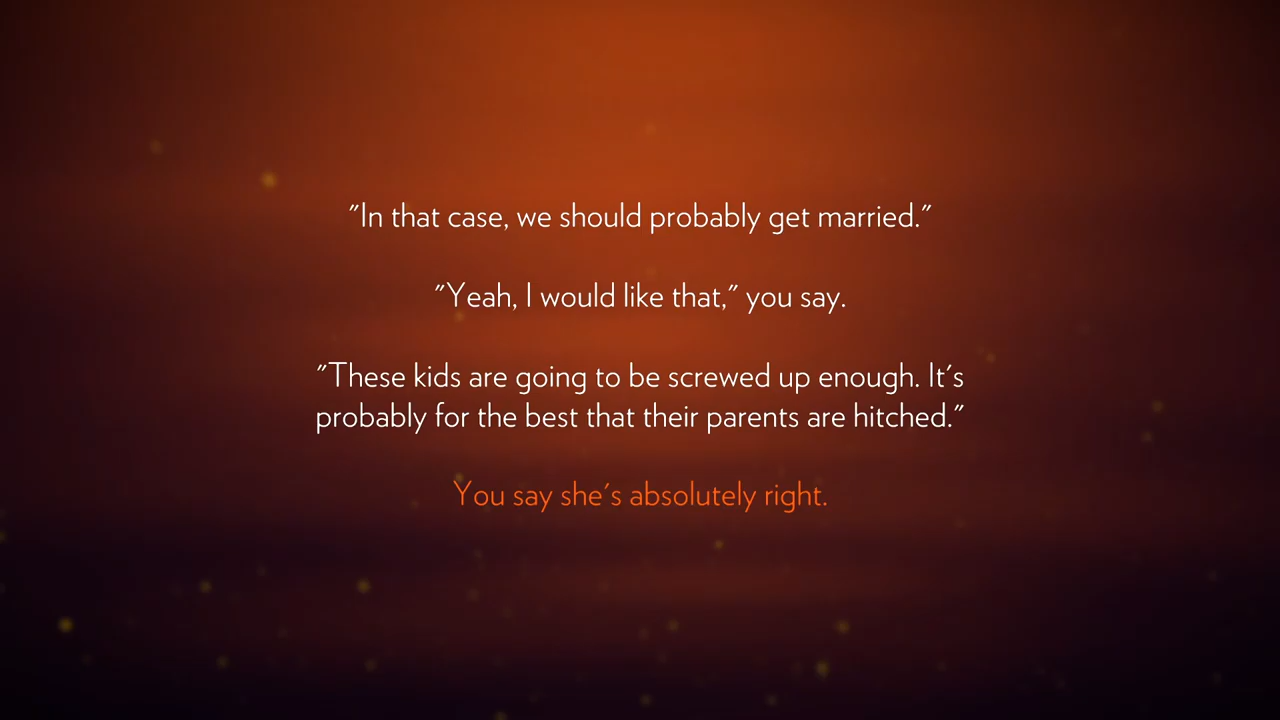 "In that case, we should probably get married."
"Yeah, I would like that," you say.
"These kids are going to be screwed up enough. It's
probably for the best that their parents are hitched."
You say she's absolutely right.